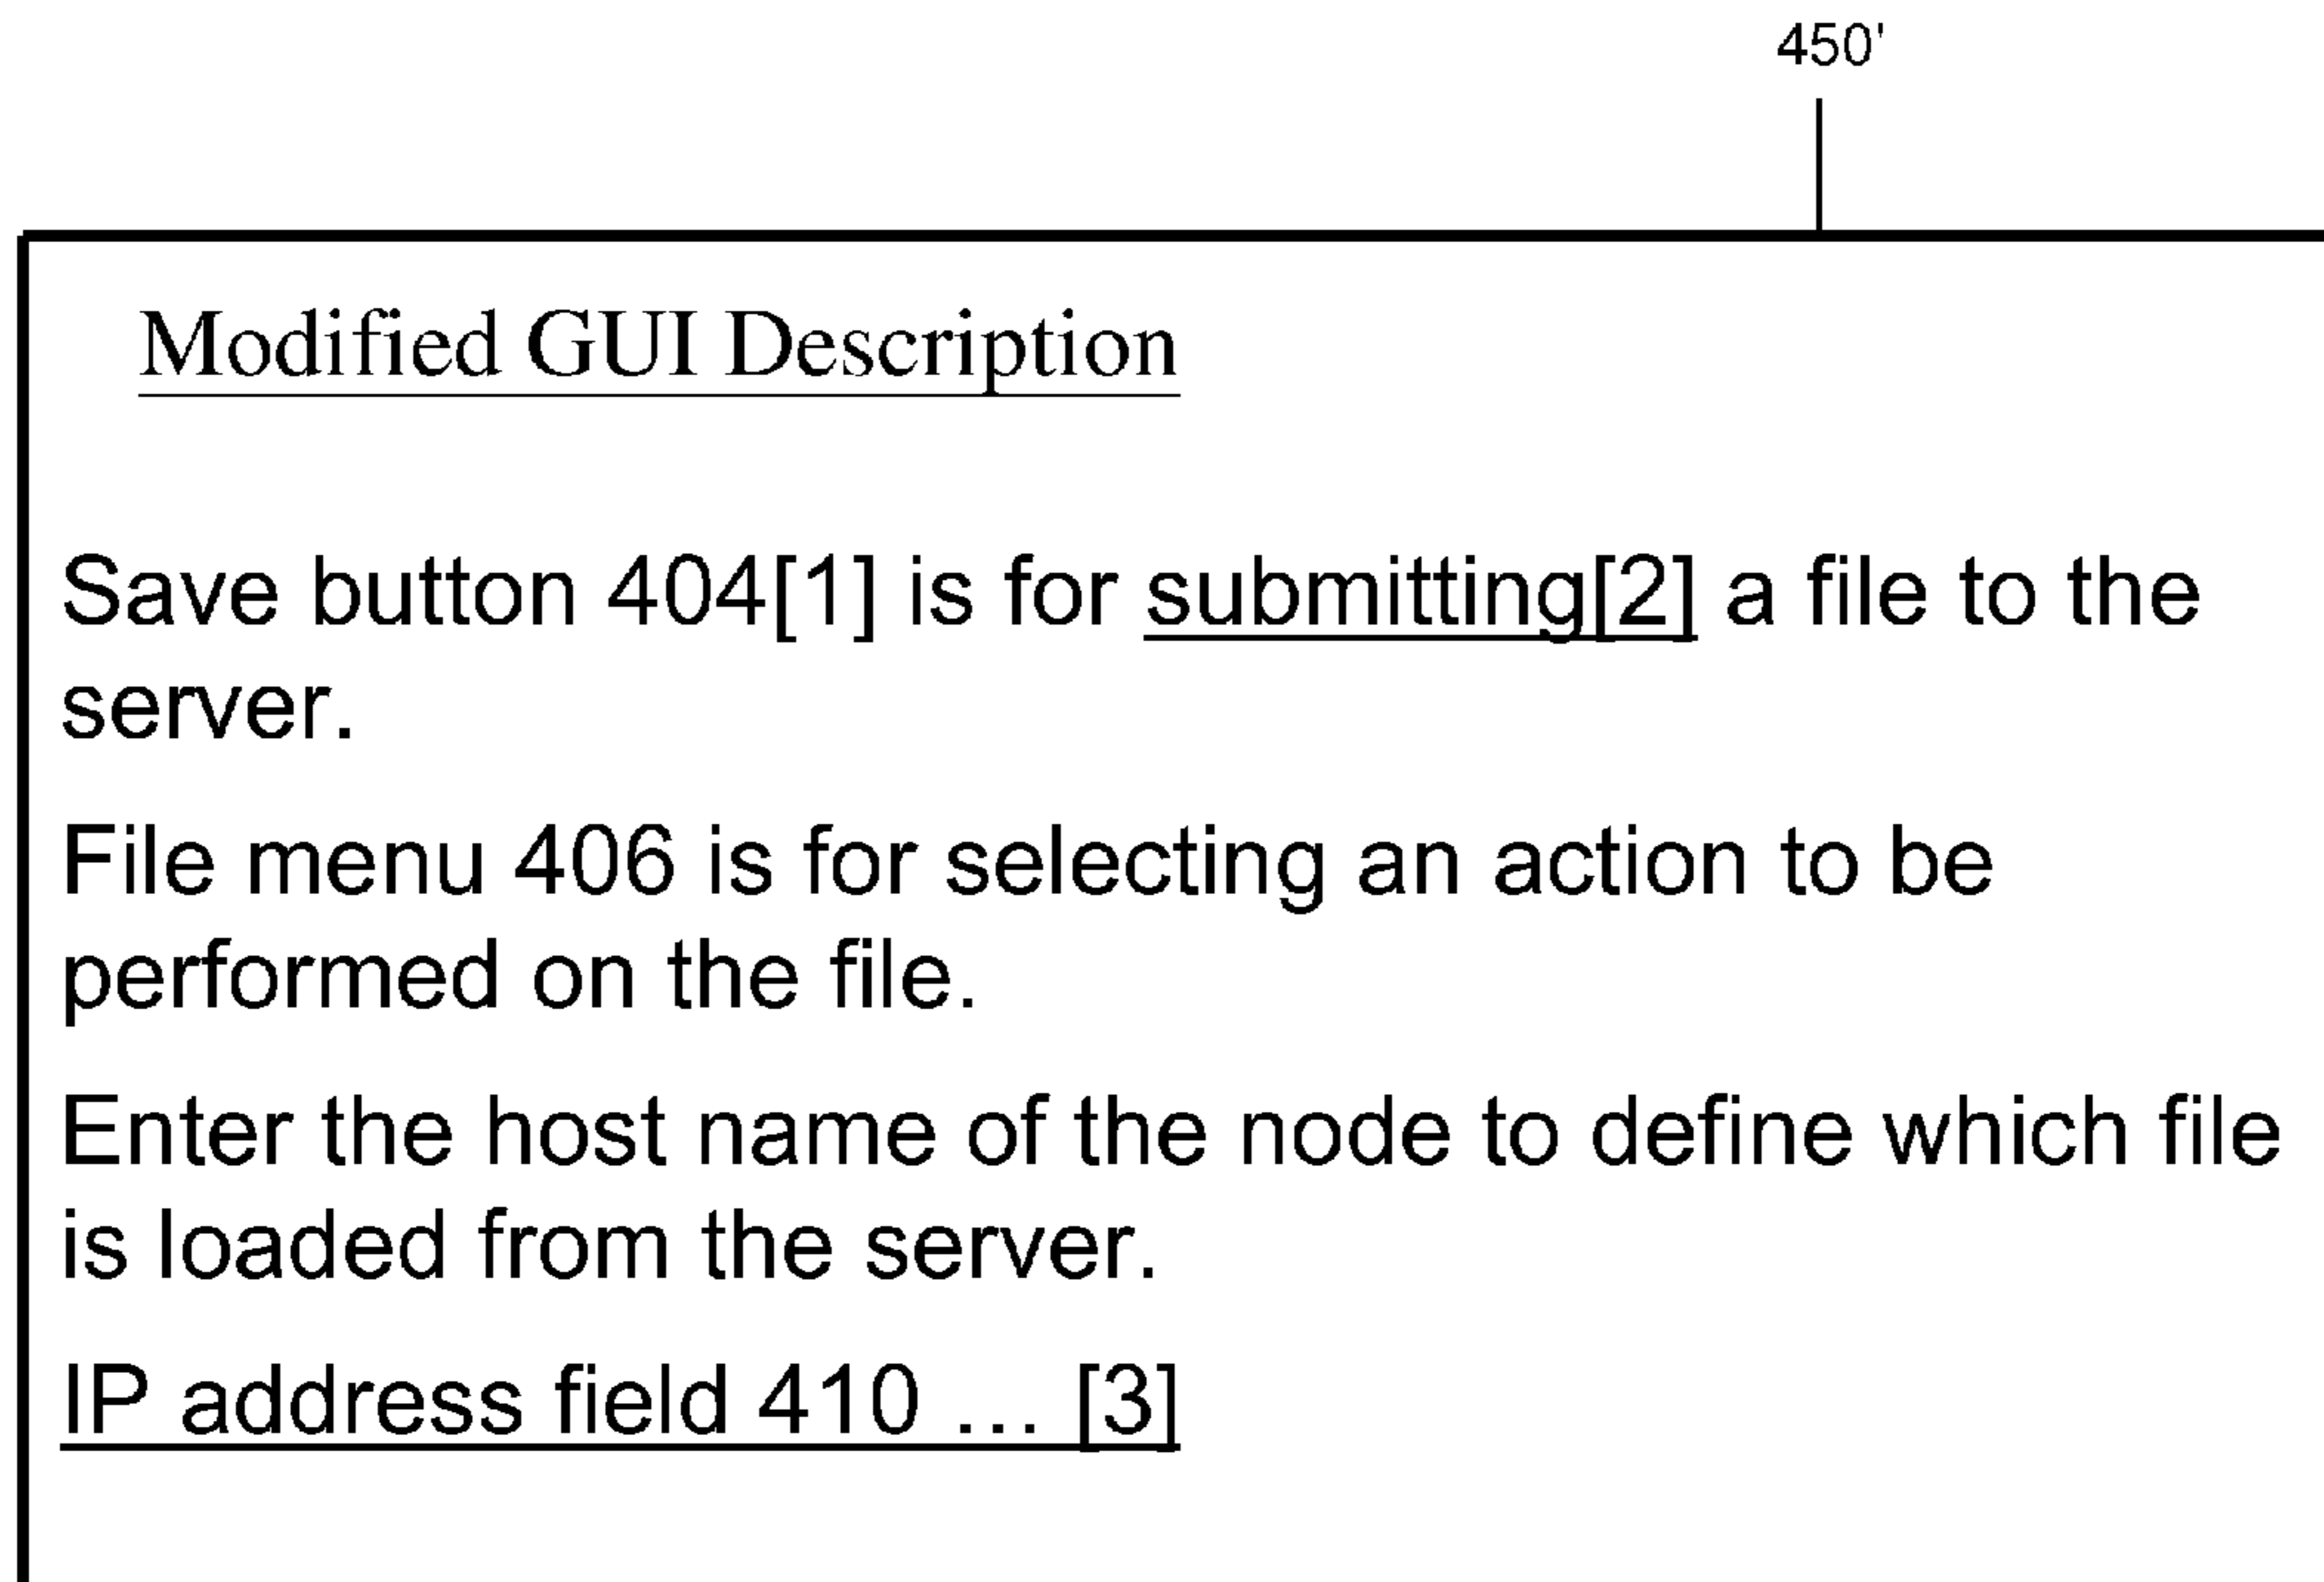 450'
Modified GUI Description
Save button 404[1] is for submitting[2] a file to the
server.
File menu 406 is for selecting an action to be
performed on the file.
Enter the host name of the node to define which file
is loaded from the server.
IP address field 410 ... [3]